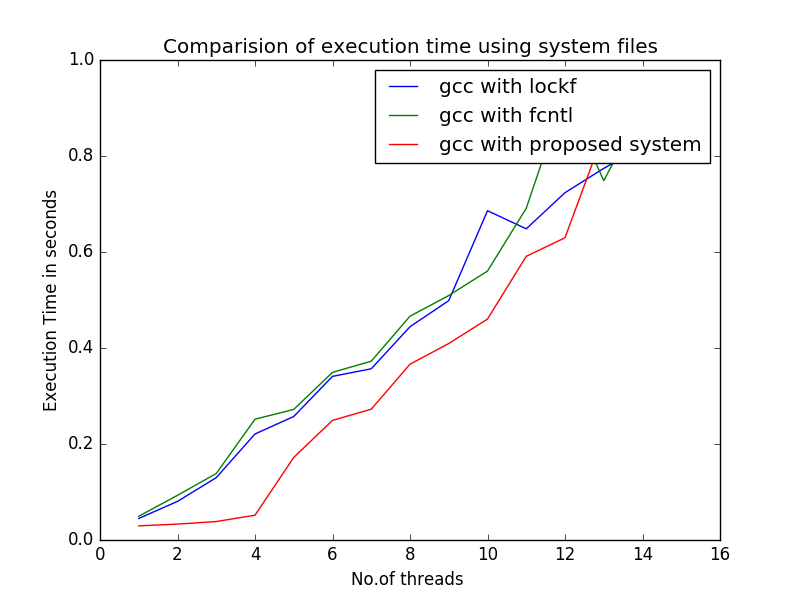 Comparision of execution time using system files
gcc with lockf
gcc with fcntl
gcc with proposed system
Execution Time in seconds
1.0
0.8
0.6
0.4
0.2
0.0
0 2 4 6 8 10 12 14 16
No.of threads